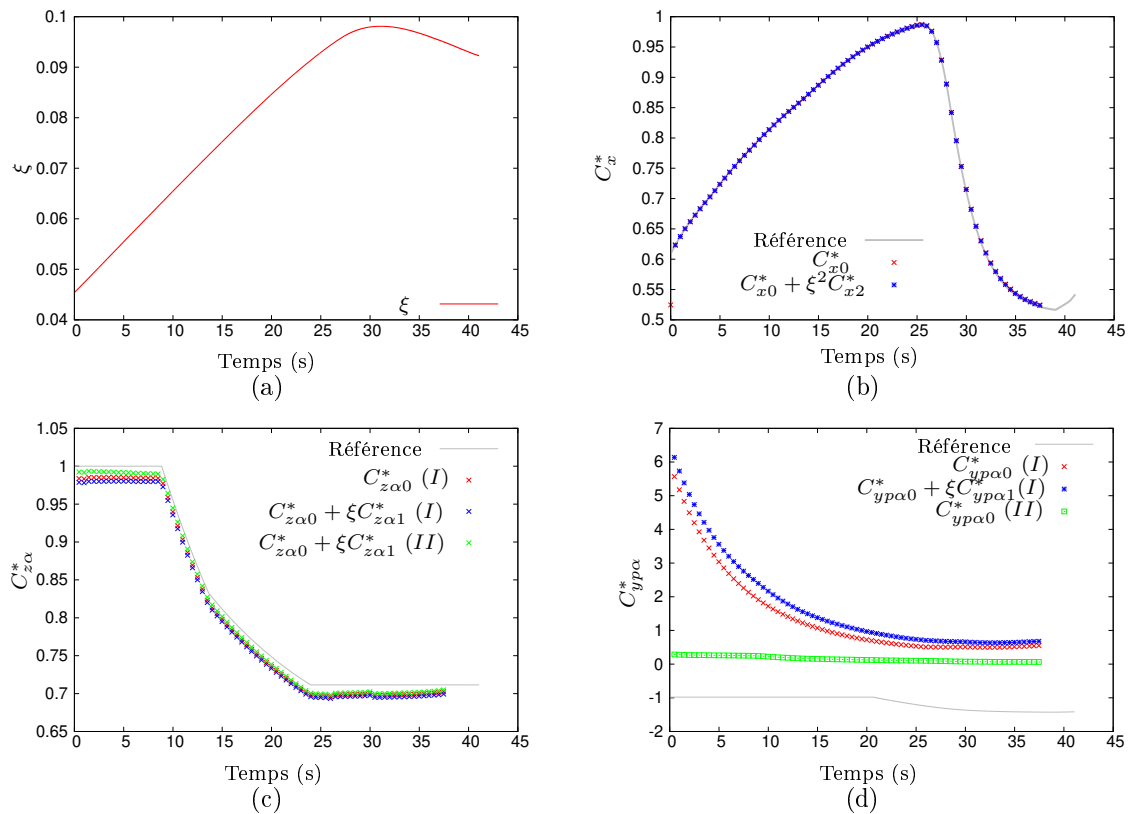 0.1
0.09
0.08
0.07
0.06
0.05
0.04
ξ
ξ
0 5 10 15 20 25 30 35 40 45
Temps (s)
(a)
1
0.95
0.9
0.85
0.8
0.75
0.7
0.65
0.6
0.55
0.5
C*x
Référence
C*x0
C*x0 + ξ²C*x2
0 5 10 15 20 25 30 35 40 45
Temps (s)
(b)
1.05
1
0.95
0.9
0.85
0.8
0.75
0.7
0.65
C*zα
Référence
C*zα0 (I)
C*zα0 + ξC*zα1 (I)
C*zα0 + ξC*zα1 (II)
0 5 10 15 20 25 30 35 40 45
Temps (s)
(c)
7
6
5
4
3
2
1
0
-1
-2
C*ypα
Référence
C*ypα0 (I)
C*ypα0 + ξC*ypα1(I)
C*ypα0 (II)
0 5 10 15 20 25 30 35 40 45
Temps (s)
(d)